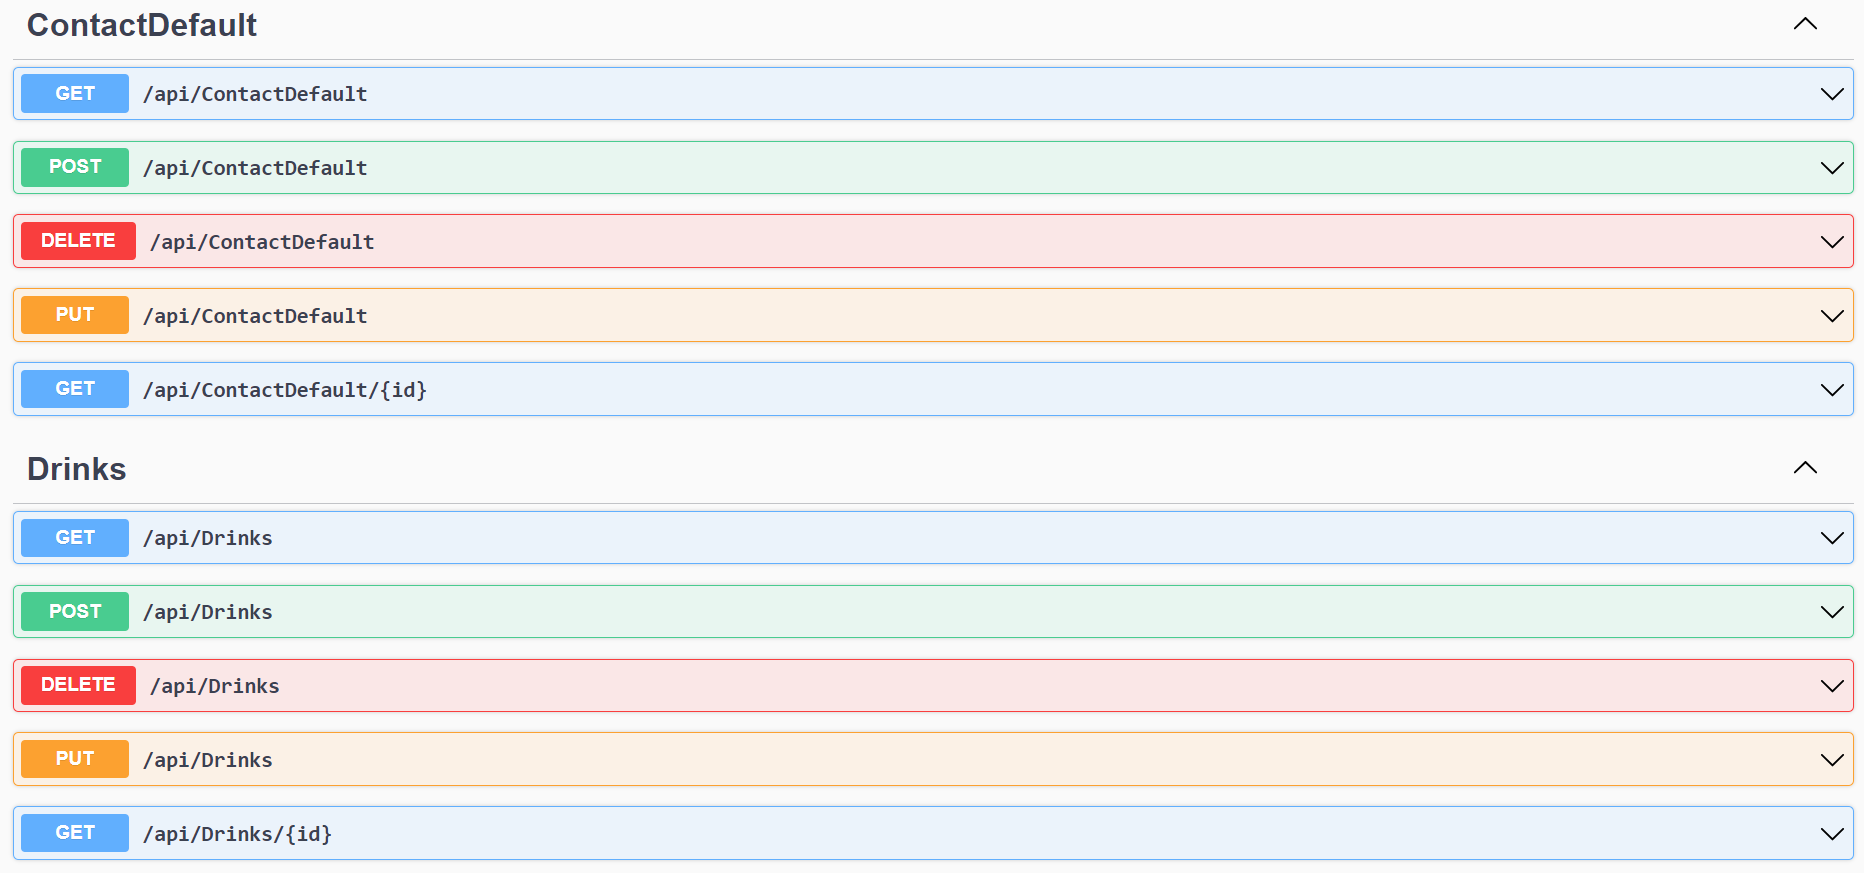 ContactDefault
GET /api/ContactDefault
POST /api/ContactDefault
DELETE /api/ContactDefault
PUT /api/ContactDefault
GET /api/ContactDefault/{id}
Drinks
GET /api/Drinks
POST /api/Drinks
DELETE /api/Drinks
PUT /api/Drinks
GET /api/Drinks/{id}